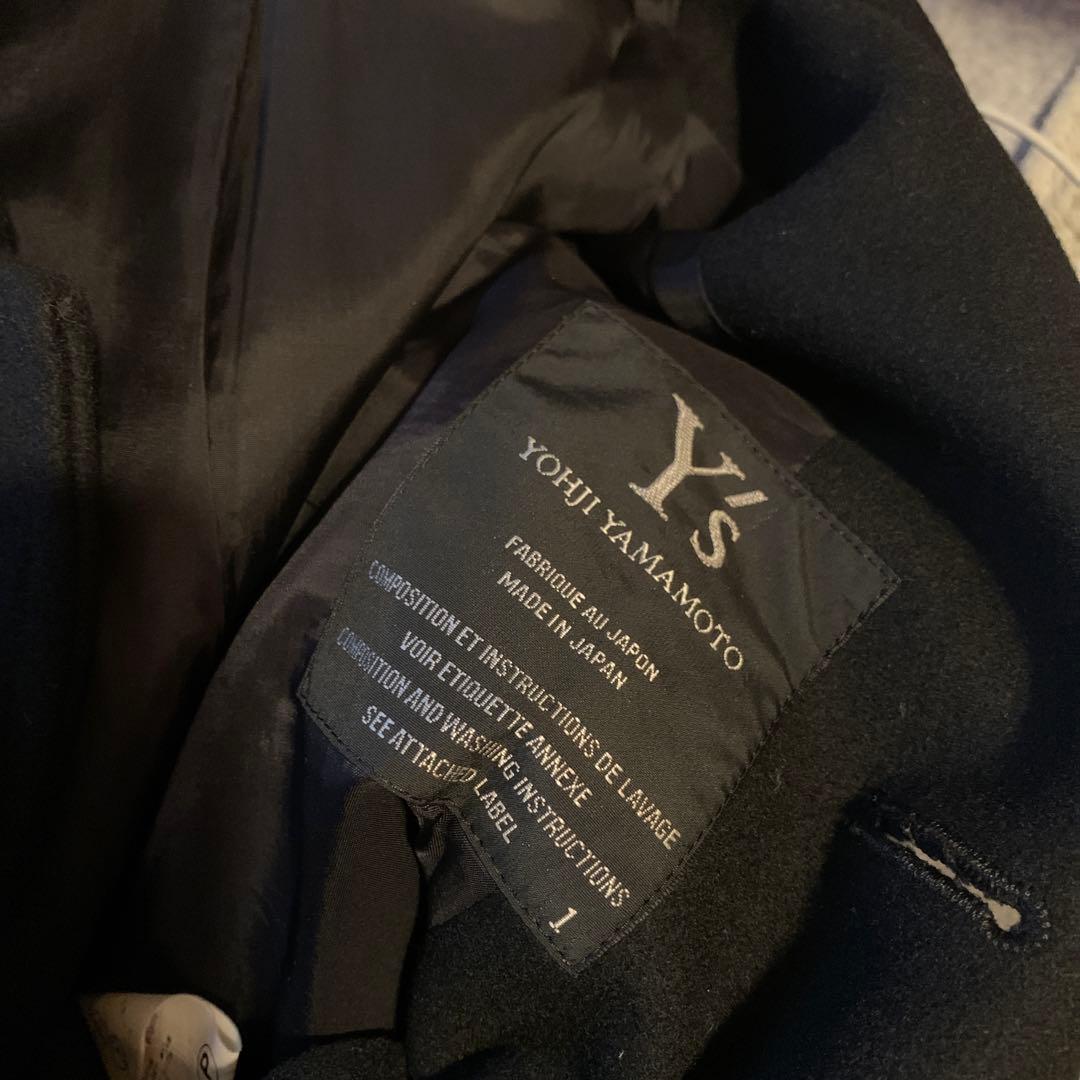 Y's
YOHJI YAMAMOTO
FABRIQUE AU JAPON
MADE IN JAPAN
COMPOSITION ET INSTRUCTIONS DE LAVAGE
VOIR ETIQUETTE ANNEXE
COMPOSITION AND WASHING INSTRUCTIONS
SEE ATTACHED LABEL
1